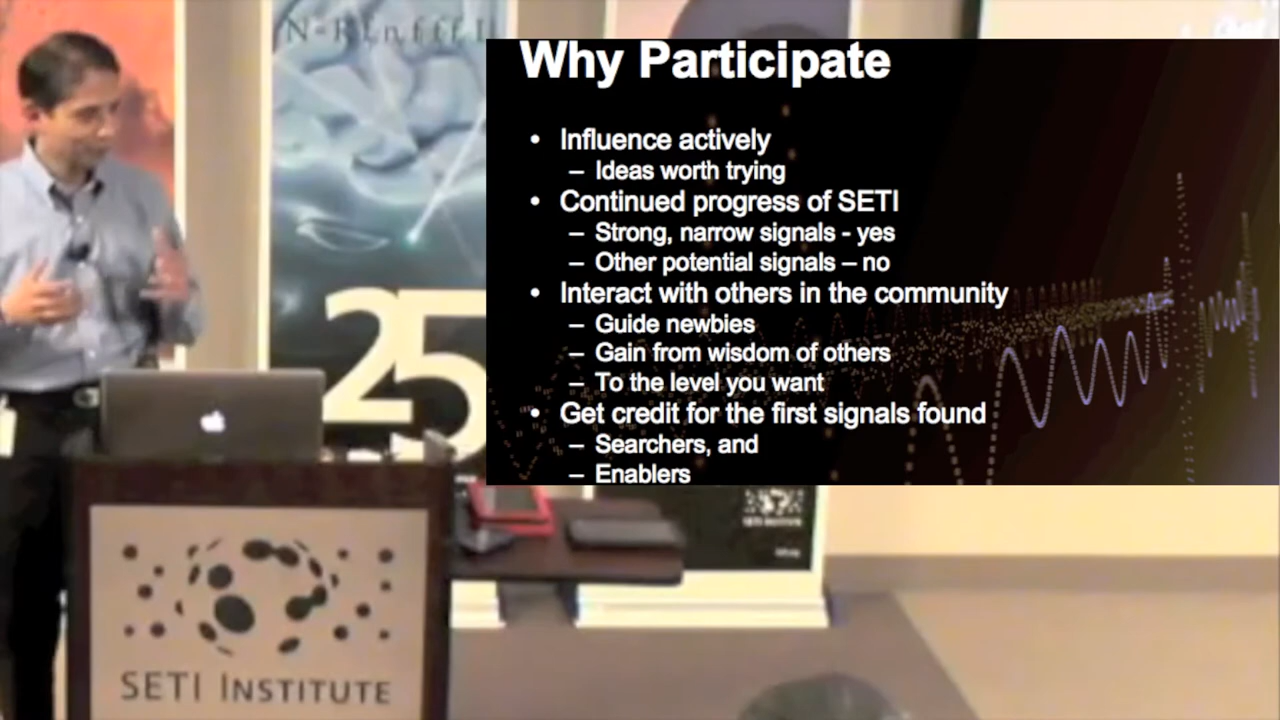 Why Participate
• Influence actively
– Ideas worth trying
• Continued progress of SETI
– Strong, narrow signals - yes
– Other potential signals – no
• Interact with others in the community
– Guide newbies
– Gain from wisdom of others
– To the level you want
• Get credit for the first signals found
– Searchers, and
– Enablers
25
SETI INSTITUTE
SETI INSTITUTE